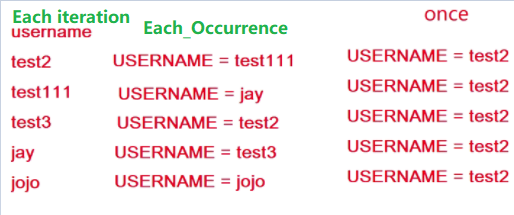 Each iteration
username
test2
test111
test3
jay
jojo
Each_Occurrence
USERNAME = test111
USERNAME = jay
USERNAME = test2
USERNAME = test3
USERNAME = jojo
once
USERNAME = test2
USERNAME = test2
USERNAME = test2
USERNAME = test2
USERNAME = test2